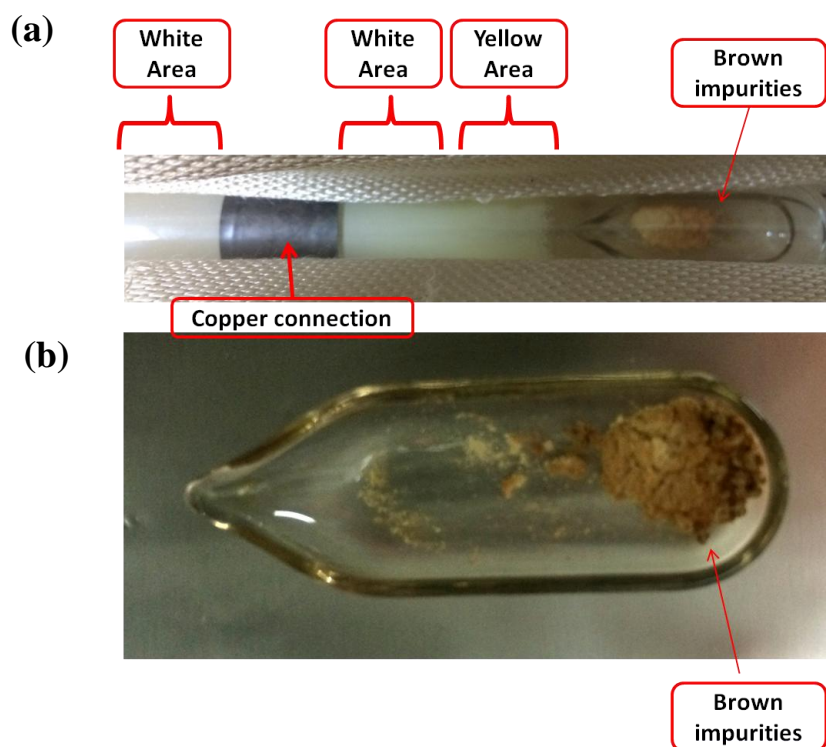 (a)
White
Area
White
Area
Yellow
Area
Brown
impurities
Copper connection
(b)
Brown
impurities